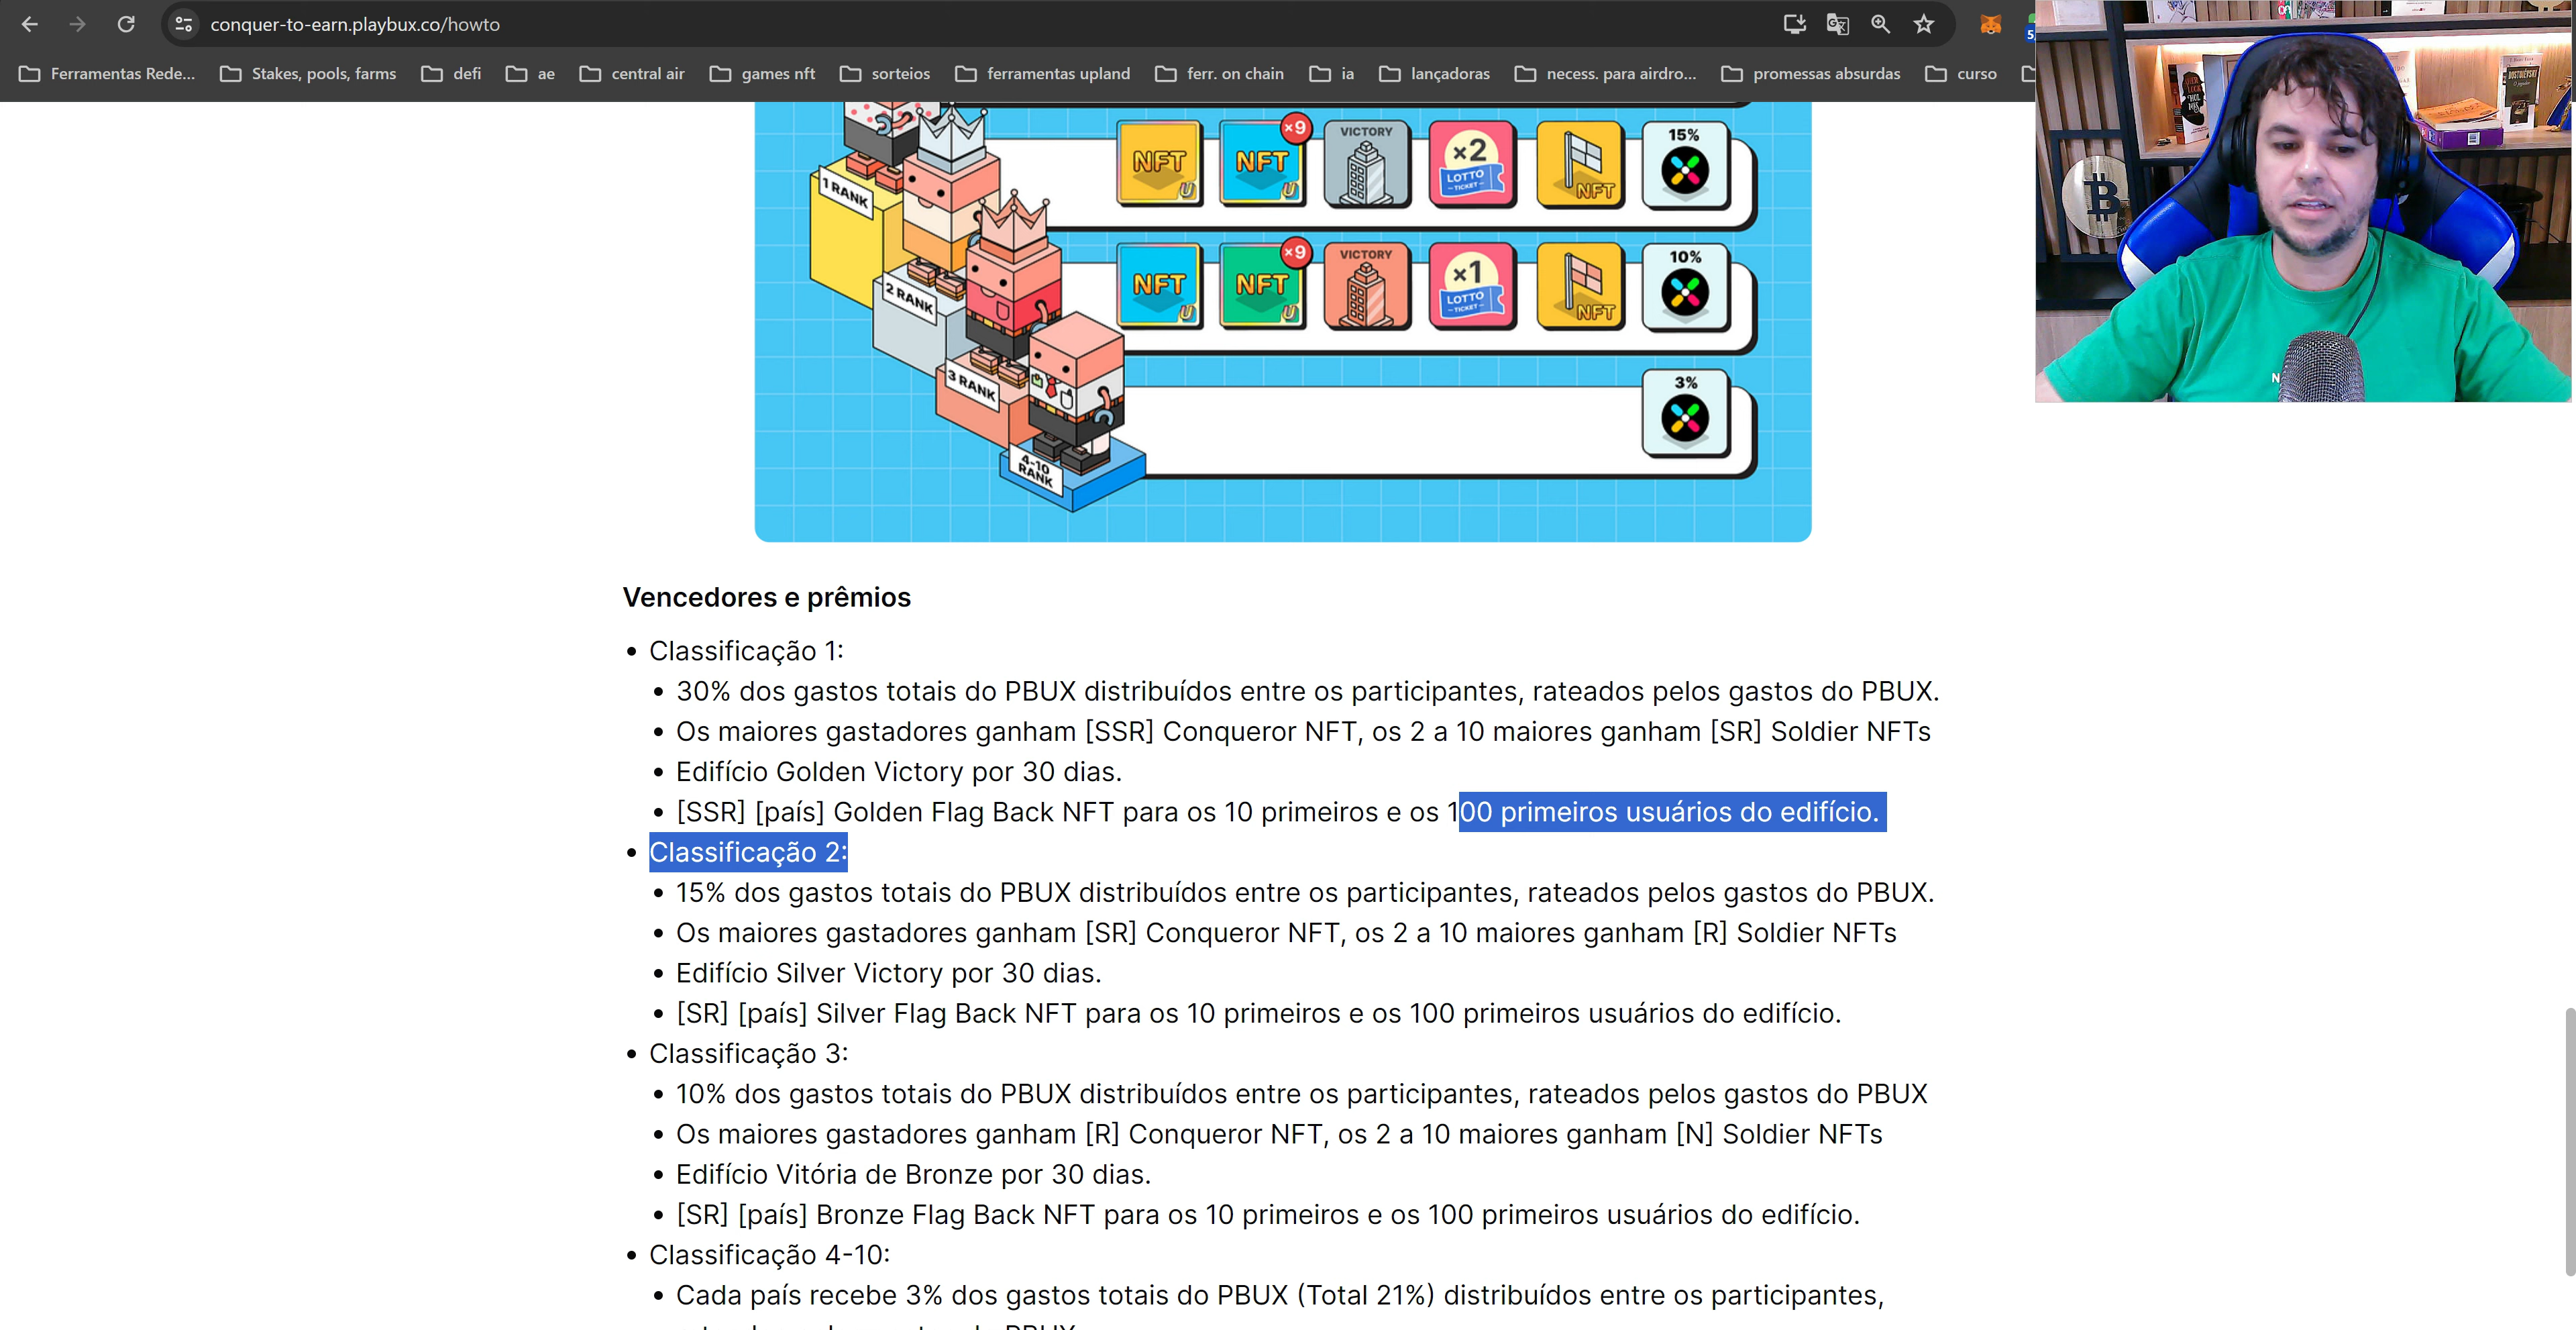 conquer-to-earn.playbux.co/howto
Ferramentas Rede... Stakes, pools, farms defi ae central air games nft sorteios ferramentas upland ferr. on chain ia lançadoras necess. para airdro... promessas absurdas curso
NFT NFT ×9 VICTORY ×2 LOTTO TICKET NFT 15%
1 RANK
NFT NFT ×9 VICTORY ×1 LOTTO TICKET NFT 10%
2 RANK
3 RANK
3%
4-10 RANK
Vencedores e prêmios
• Classificação 1:
• 30% dos gastos totais do PBUX distribuídos entre os participantes, rateados pelos gastos do PBUX.
• Os maiores gastadores ganham [SSR] Conqueror NFT, os 2 a 10 maiores ganham [SR] Soldier NFTs
• Edifício Golden Victory por 30 dias.
• [SSR] [país] Golden Flag Back NFT para os 10 primeiros e os 100 primeiros usuários do edifício.
• Classificação 2:
• 15% dos gastos totais do PBUX distribuídos entre os participantes, rateados pelos gastos do PBUX.
• Os maiores gastadores ganham [SR] Conqueror NFT, os 2 a 10 maiores ganham [R] Soldier NFTs
• Edifício Silver Victory por 30 dias.
• [SR] [país] Silver Flag Back NFT para os 10 primeiros e os 100 primeiros usuários do edifício.
• Classificação 3:
• 10% dos gastos totais do PBUX distribuídos entre os participantes, rateados pelos gastos do PBUX
• Os maiores gastadores ganham [R] Conqueror NFT, os 2 a 10 maiores ganham [N] Soldier NFTs
• Edifício Vitória de Bronze por 30 dias.
• [SR] [país] Bronze Flag Back NFT para os 10 primeiros e os 100 primeiros usuários do edifício.
• Classificação 4-10:
• Cada país recebe 3% dos gastos totais do PBUX (Total 21%) distribuídos entre os participantes,